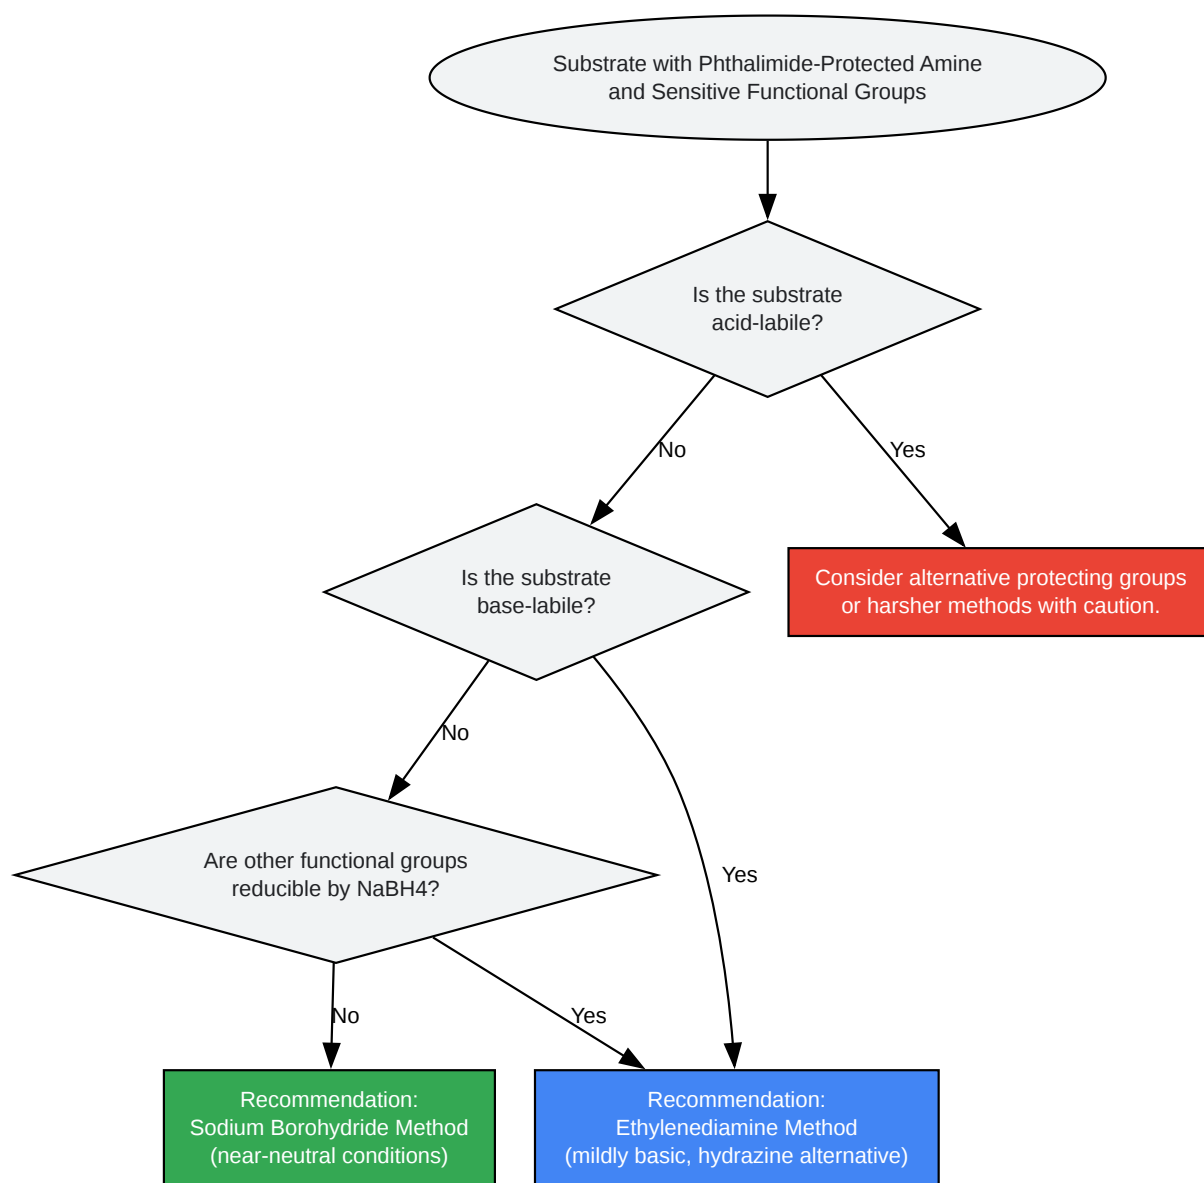 Substrate with Phthalimide-Protected Amine
and Sensitive Functional Groups
Is the substrate
acid-labile?
No
Yes
Is the substrate
base-labile?
Consider alternative protecting groups
or harsher methods with caution.
No
Yes
Are other functional groups
reducible by NaBH4?
No
Yes
Recommendation:
Sodium Borohydride Method
(near-neutral conditions)
Recommendation:
Ethylenediamine Method
(mildly basic, hydrazine alternative)